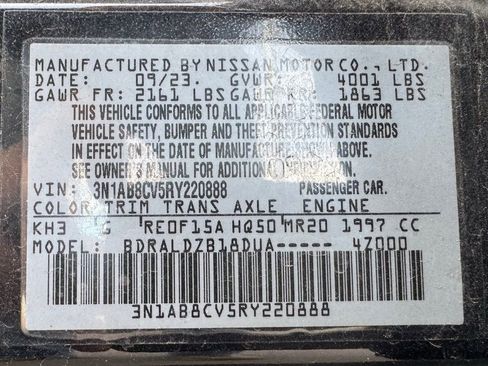 MANUFACTURED BY NISSAN MOTOR CO., LTD.
DATE: 09/23. GVWR: 4001 LBS
GAWR FR: 2161 LBS GAWR RR: 1863 LBS
THIS VEHICLE CONFORMS TO ALL APPLICABLE FEDERAL MOTOR
VEHICLE SAFETY, BUMPER AND THEFT PREVENTION STANDARDS
IN EFFECT ON THE DATE OF MANUFACTURE SHOWN ABOVE.
SEE OWNER'S MANUAL FOR ADDITIONAL
VIN: 3N1AB8CV5RY220888 PASSENGER CAR.
COLOR TRIM TRANS AXLE ENGINE
KH3 G RE0F15A HQ50 MR20 1997 CC
MODEL: BDRALDZB18DUA----- 47000
3N1AB8CV5RY220888